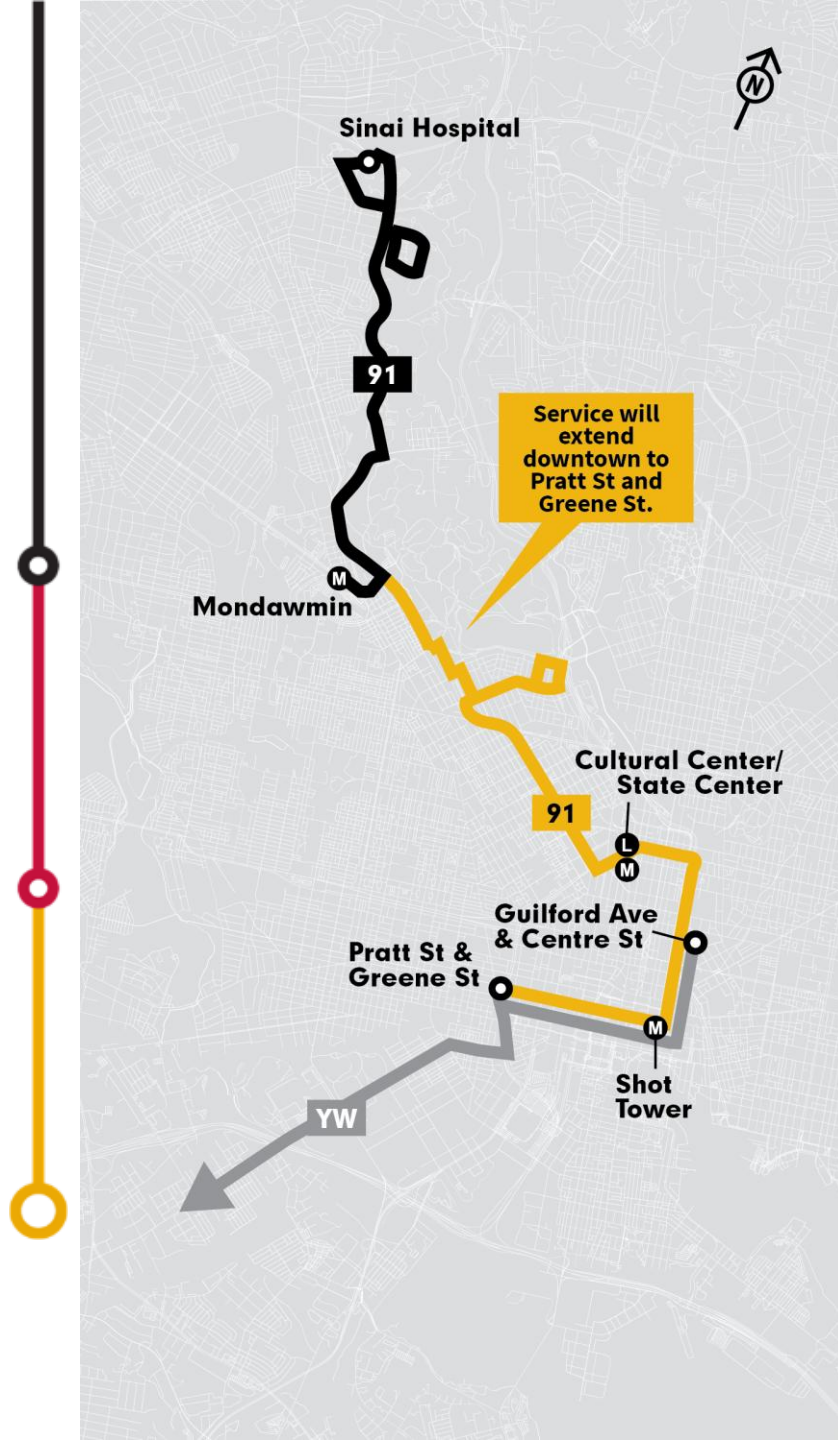 N
Sinai Hospital
91
Service will
extend
downtown to
Pratt St and
Greene St.
M
Mondawmin
Cultural Center/
State Center
91
L
M
Guilford Ave
& Centre St
Pratt St &
Greene St
M
Shot
Tower
YW